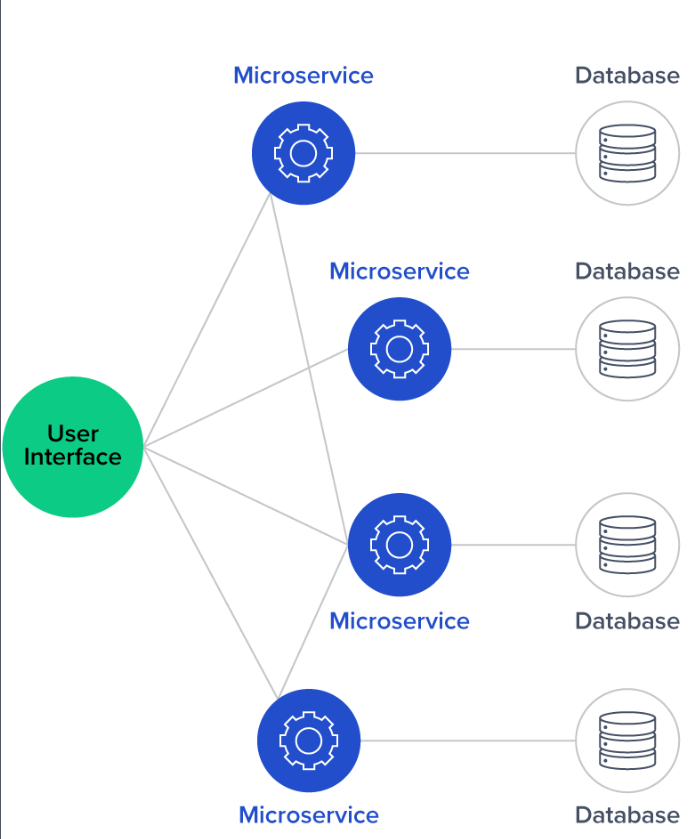 Microservice
Database
Microservice
Database
User
Interface
Microservice
Database
Microservice
Database